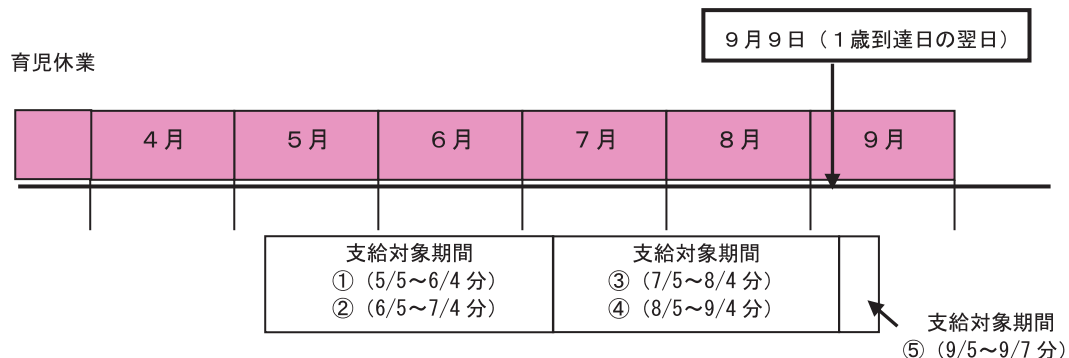 ９月９日（１歳到達日の翌日）
育児休業
４月
５月
６月
７月
８月
９月
支給対象期間
①（5/5～6/4 分）
②（6/5～7/4 分）
支給対象期間
③（7/5～8/4 分）
④（8/5～9/4 分）
支給対象期間
⑤（9/5～9/7 分）